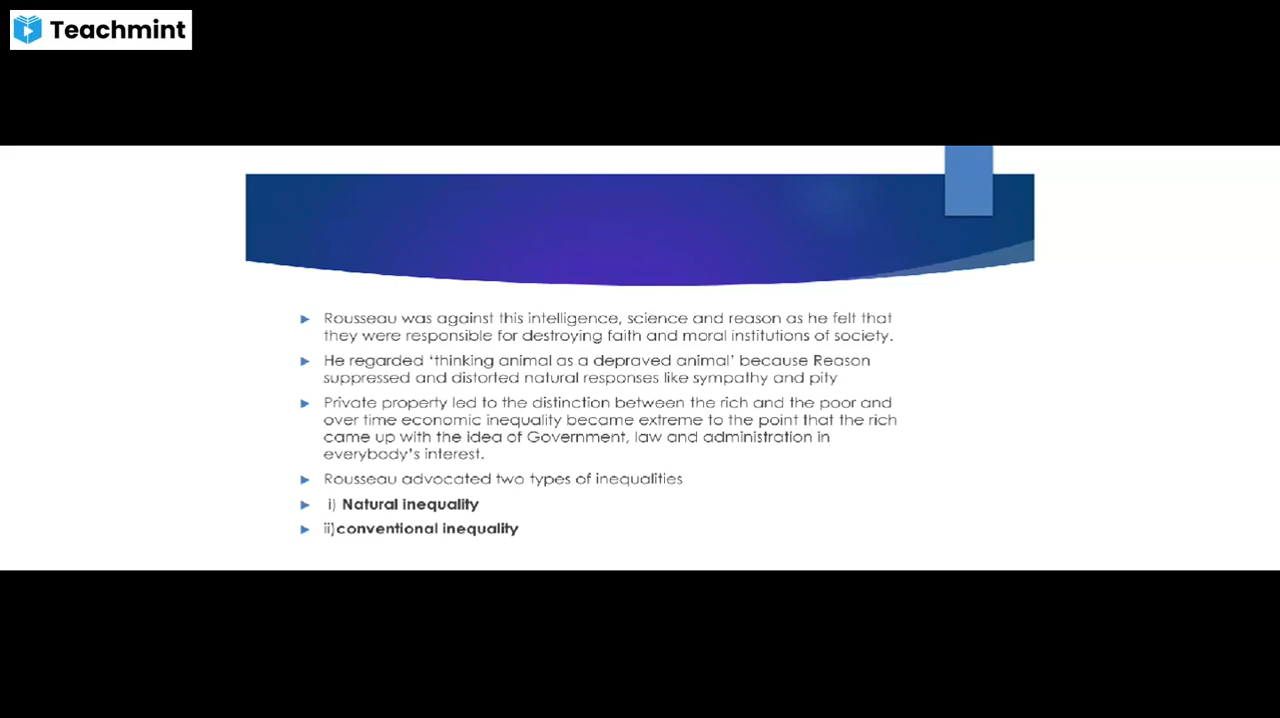 Teachmint
Rousseau was against this intelligence, science and reason as he felt that
they were responsible for destroying faith and moral institutions of society.
He regarded ‘thinking animal as a depraved animal’ because Reason
suppressed and distorted natural responses like sympathy and pity
Private property led to the distinction between the rich and the poor and
over time economic inequality became extreme to the point that the rich
came up with the idea of Government, law and administration in
everybody’s interest.
Rousseau advocated two types of inequalities
i) Natural inequality
ii)conventional inequality